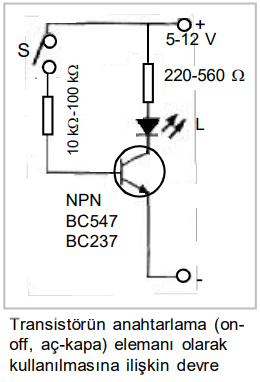 +
5-12 V
S
220-560 Ω
10 kΩ-100 kΩ
L
NPN
BC547
BC237
-
Transistörün anahtarlama (on-
off, aç-kapa) elemanı olarak
kullanılmasına ilişkin devre